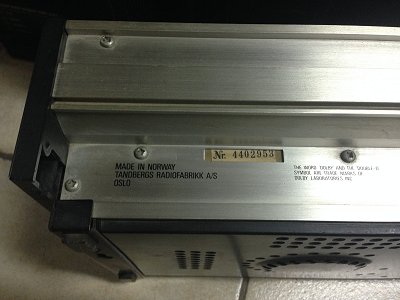 MADE IN NORWAY
TANDBERGS RADIOFABRIKK A/S
OSLO
Nr. 4402953
THE WORD DOLBY AND THE DOUBLE-D
SYMBOL ARE TRADE MARKS OF
DOLBY LABORATORIES INC